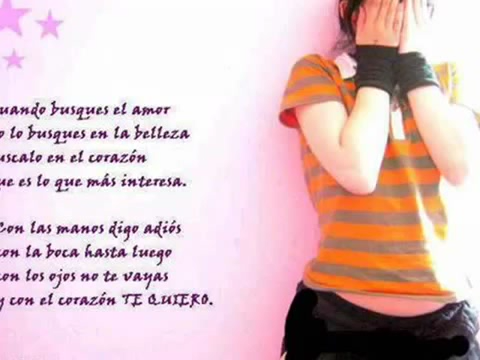 uando busques el amor
o lo busques en la belleza
uscalo en el corazón
ue es lo que más interesa.
Con las manos digo adiós
con la boca hasta luego
con los ojos no te vayas
y con el corazón TE QUIERO.